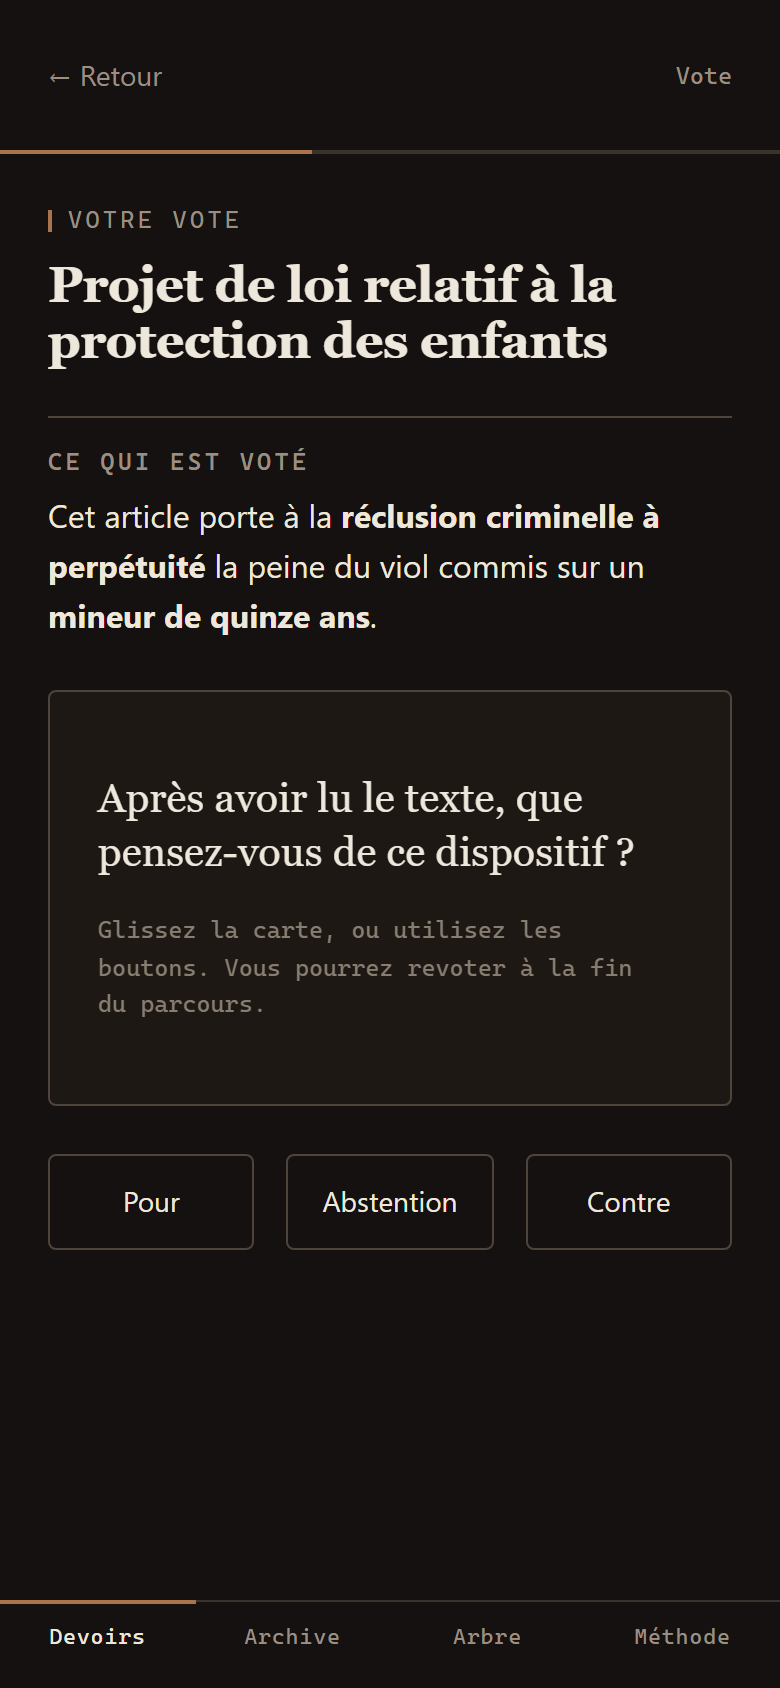 ← Retour
Vote
VOTRE VOTE
Projet de loi relatif à la
protection des enfants
CE QUI EST VOTÉ
Cet article porte à la réclusion criminelle à
perpétuité la peine du viol commis sur un
mineur de quinze ans.
Après avoir lu le texte, que
pensez-vous de ce dispositif ?
Glissez la carte, ou utilisez les
boutons. Vous pourrez revoter à la fin
du parcours.
Pour
Abstention
Contre
Devoirs
Archive
Arbre
Méthode